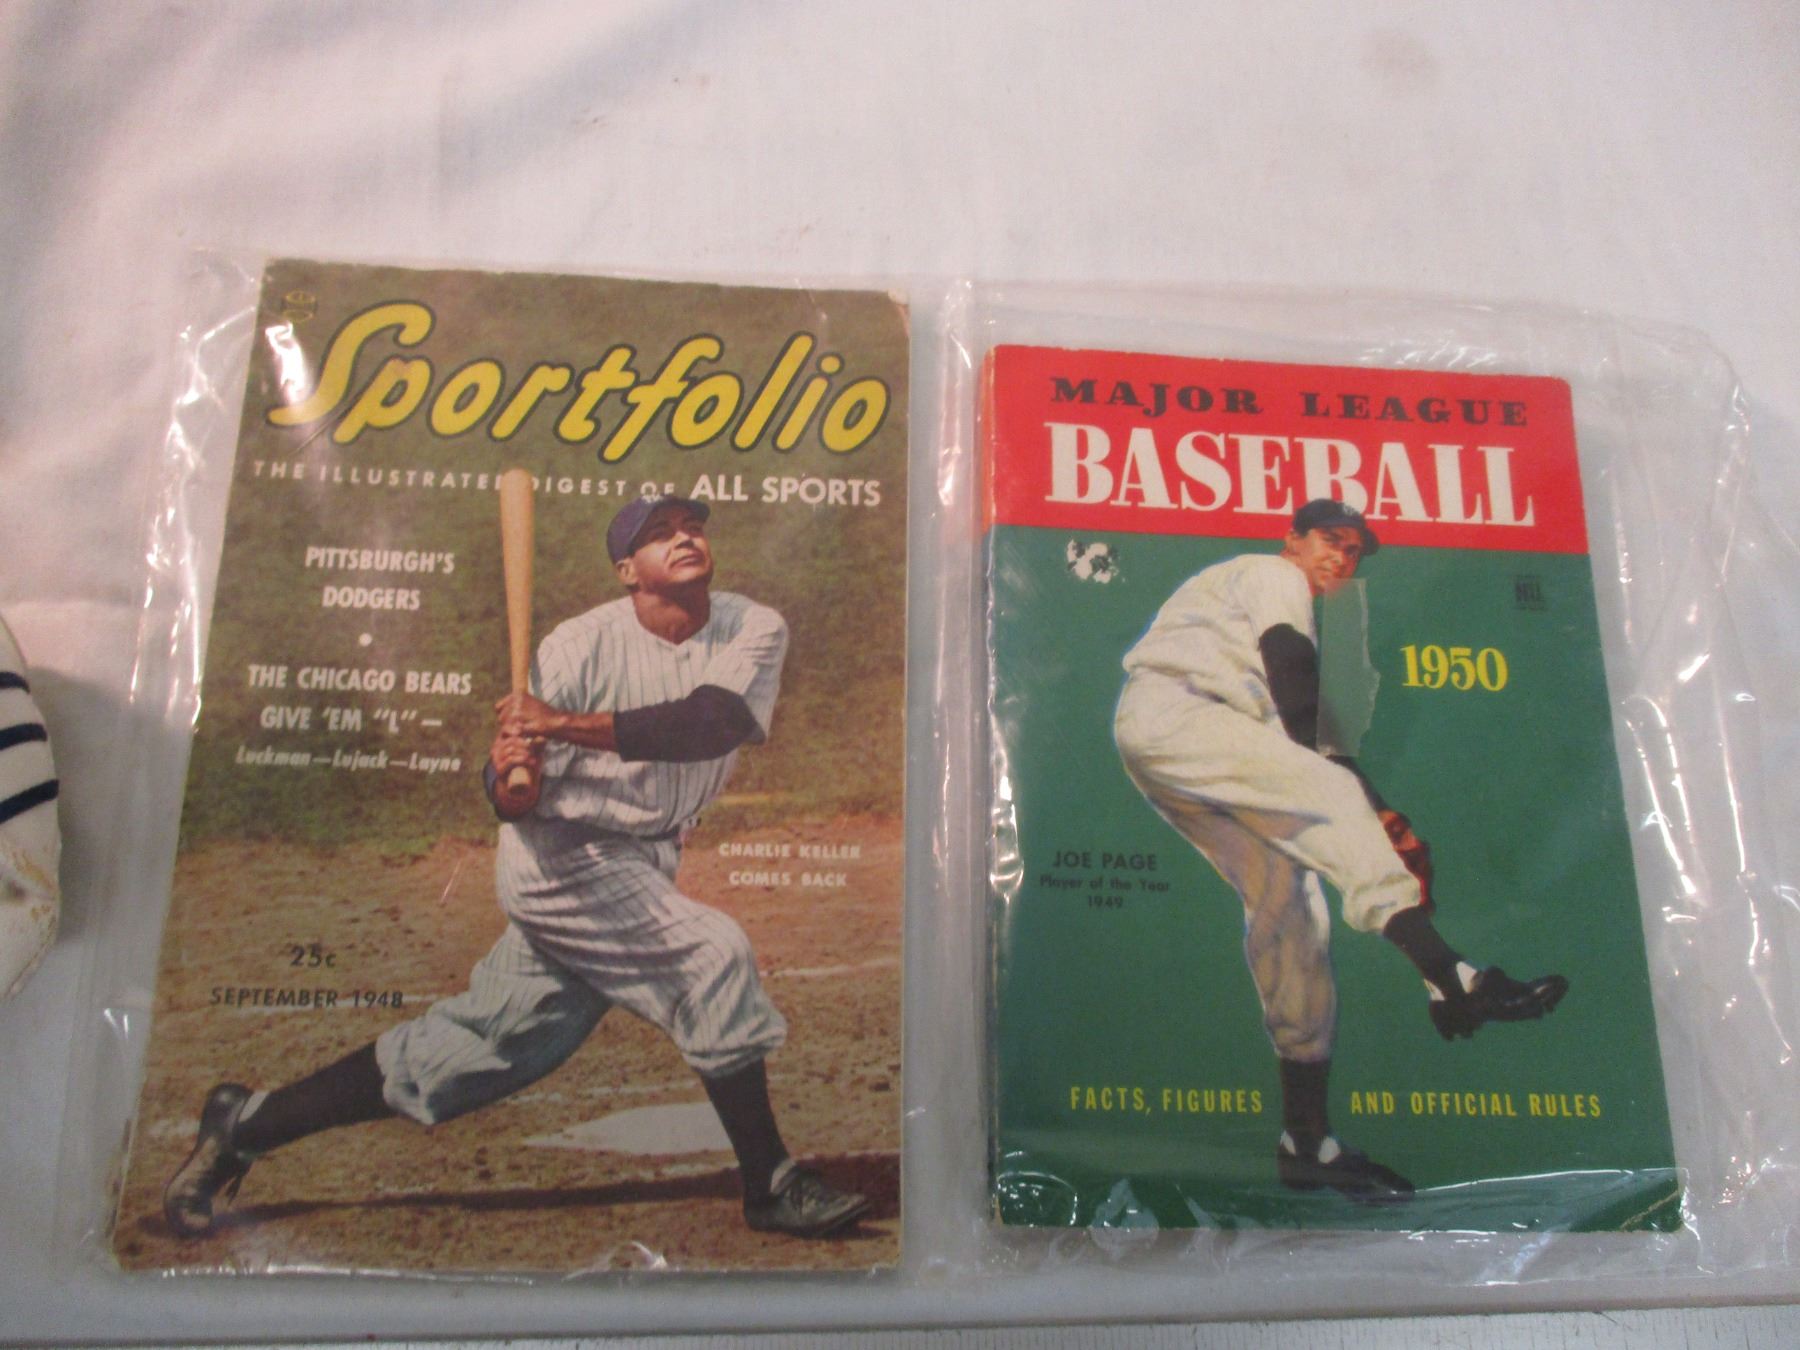 Sportfolio
THE ILLUSTRATED DIGEST OF ALL SPORTS
PITTSBURGH'S
DODGERS
THE CHICAGO BEARS
GIVE 'EM "L"—
Luckman—Lujack—Layne
CHARLIE KELLER
COMES BACK
25c
SEPTEMBER 1948
MAJOR LEAGUE
BASEBALL
1950
JOE PAGE
Player of the Year
1949
FACTS, FIGURES AND OFFICIAL RULES